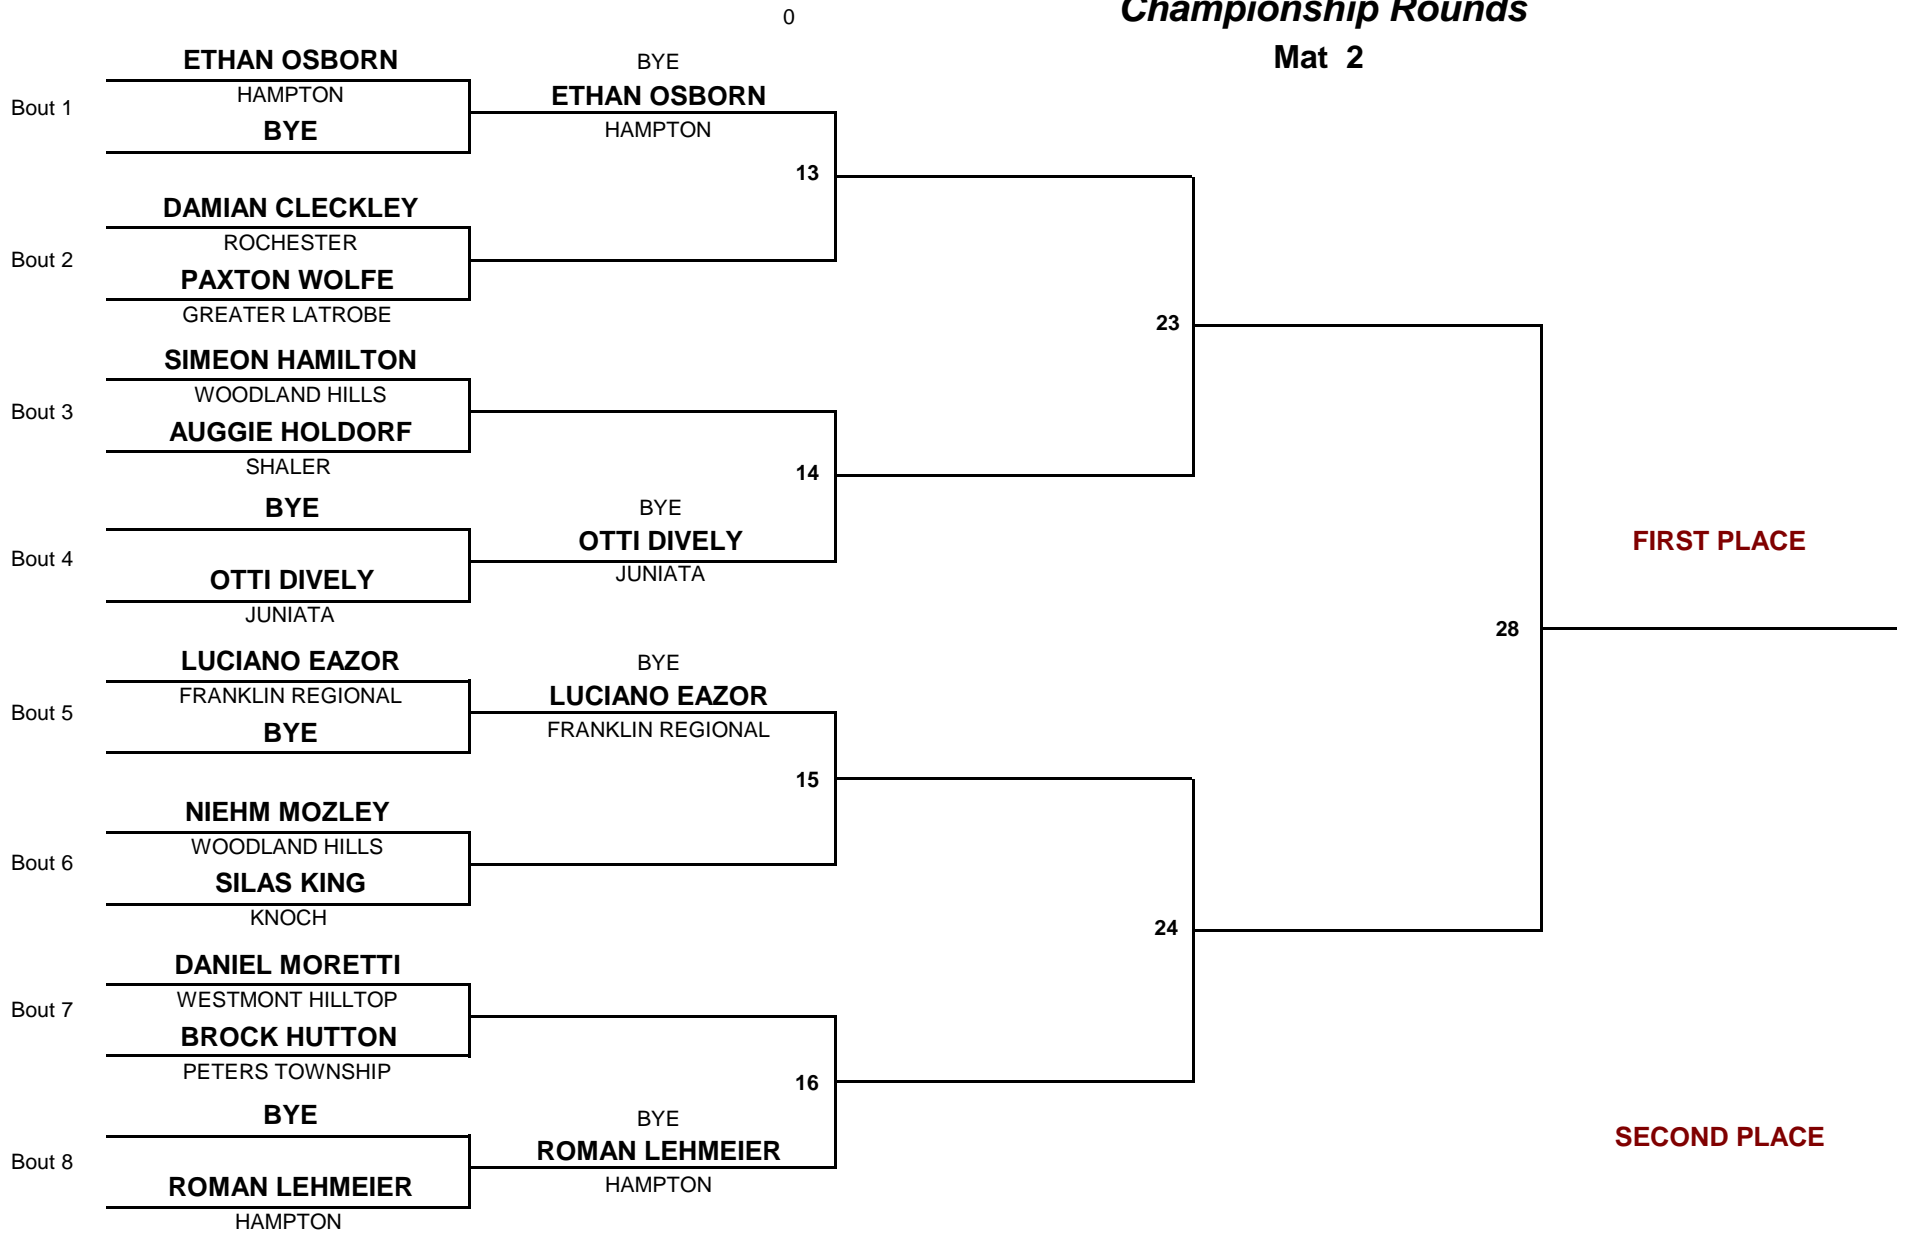 0
Championship Rounds
Mat 2
ETHAN OSBORN
HAMPTON
Bout 1
BYE
BYE
ETHAN OSBORN
HAMPTON
13
DAMIAN CLECKLEY
ROCHESTER
Bout 2
PAXTON WOLFE
GREATER LATROBE
23
SIMEON HAMILTON
WOODLAND HILLS
Bout 3
AUGGIE HOLDORF
SHALER
14
BYE
Bout 4
OTTI DIVELY
JUNIATA
BYE
OTTI DIVELY
JUNIATA
FIRST PLACE
28
LUCIANO EAZOR
FRANKLIN REGIONAL
Bout 5
BYE
BYE
LUCIANO EAZOR
FRANKLIN REGIONAL
15
NIEHM MOZLEY
WOODLAND HILLS
Bout 6
SILAS KING
KNOCH
24
DANIEL MORETTI
WESTMONT HILLTOP
Bout 7
BROCK HUTTON
PETERS TOWNSHIP
16
BYE
Bout 8
ROMAN LEHMEIER
HAMPTON
BYE
ROMAN LEHMEIER
HAMPTON
SECOND PLACE